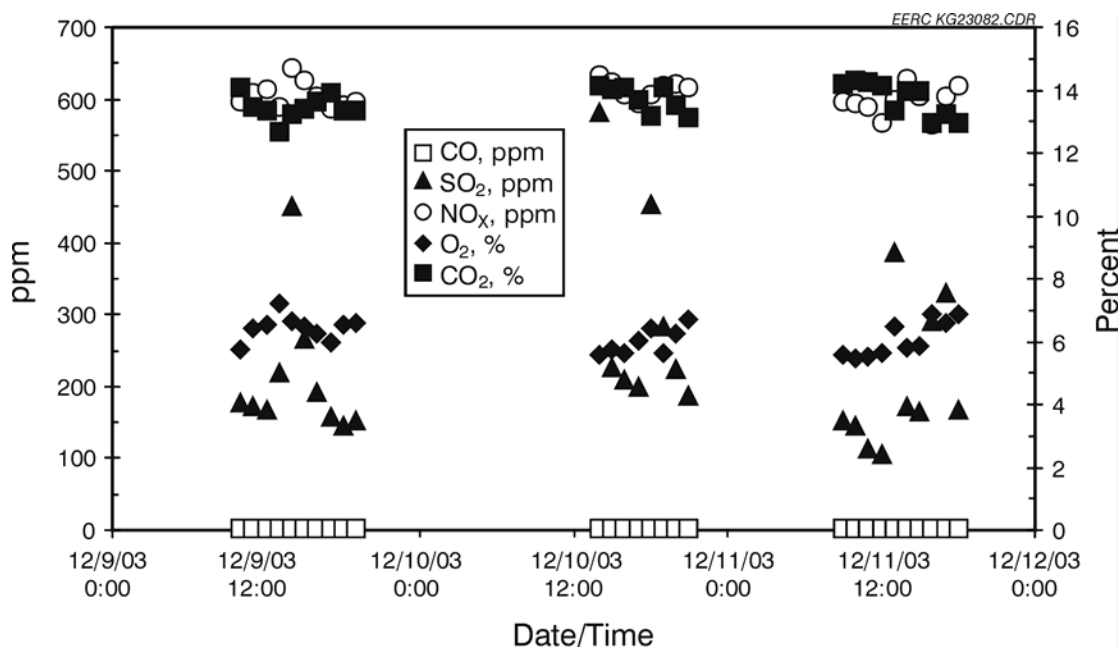 EERC KG23082.CDR
700
600
500
400
300
200
100
0
ppm
16
14
12
10
8
6
4
2
0
Percent
CO, ppm
SO₂, ppm
NOₓ, ppm
O₂, %
CO₂, %
12/9/03 12/9/03 12/10/03 12/10/03 12/11/03 12/11/03 12/12/03
0:00 12:00 0:00 12:00 0:00 12:00 0:00
Date/Time